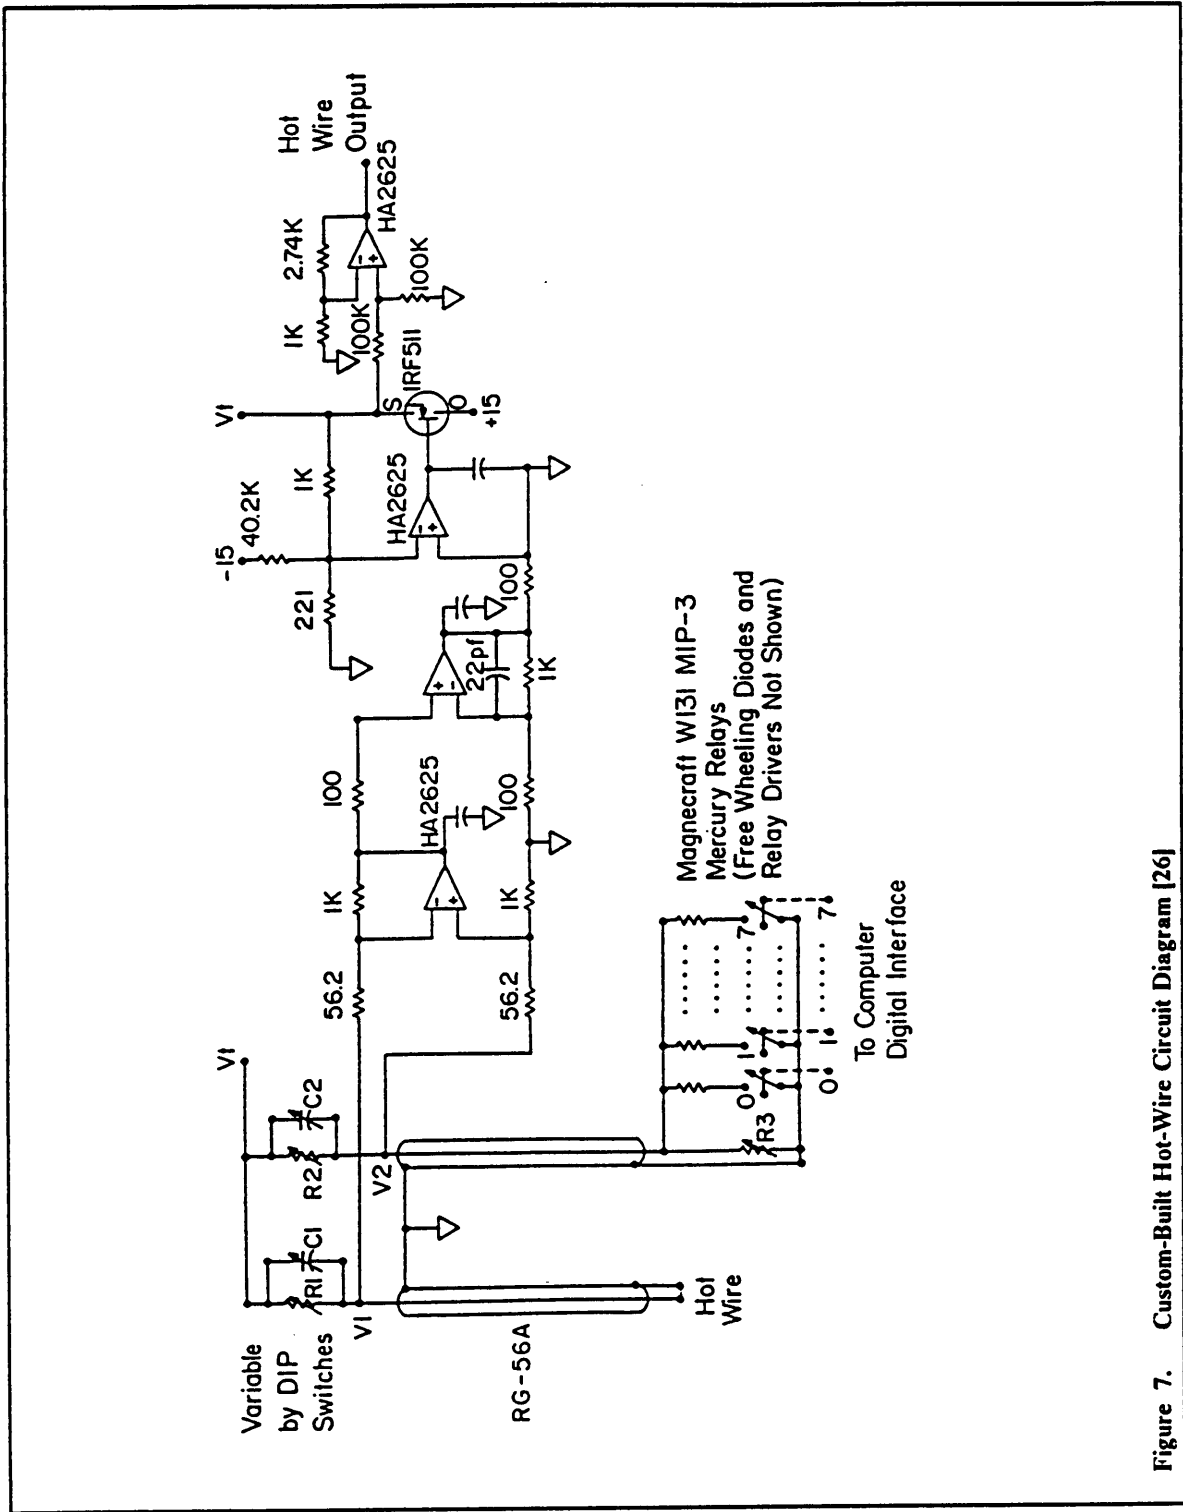 Variable
by DIP
Switches
R1
C1
V1
Vt
R2
C2
V2
RG-56A
Hot
Wire
R3
0
1
7
0
1
7
To Computer
Digital Interface
Magnecraft W131 MIP-3
Mercury Relays
(Free Wheeling Diodes and
Relay Drivers Not Shown)
56.2
56.2
1K
1K
-
+
HA2625
100
100
+
-
22pf
1K
100
221
-15
40.2K
1K
Vt
-
+
HA2625
S
IRF511
O
+15
1K
100K
2.74K
-
+
HA2625
100K
Hot
Wire
Output
Figure 7. Custom-Built Hot-Wire Circuit Diagram [26]